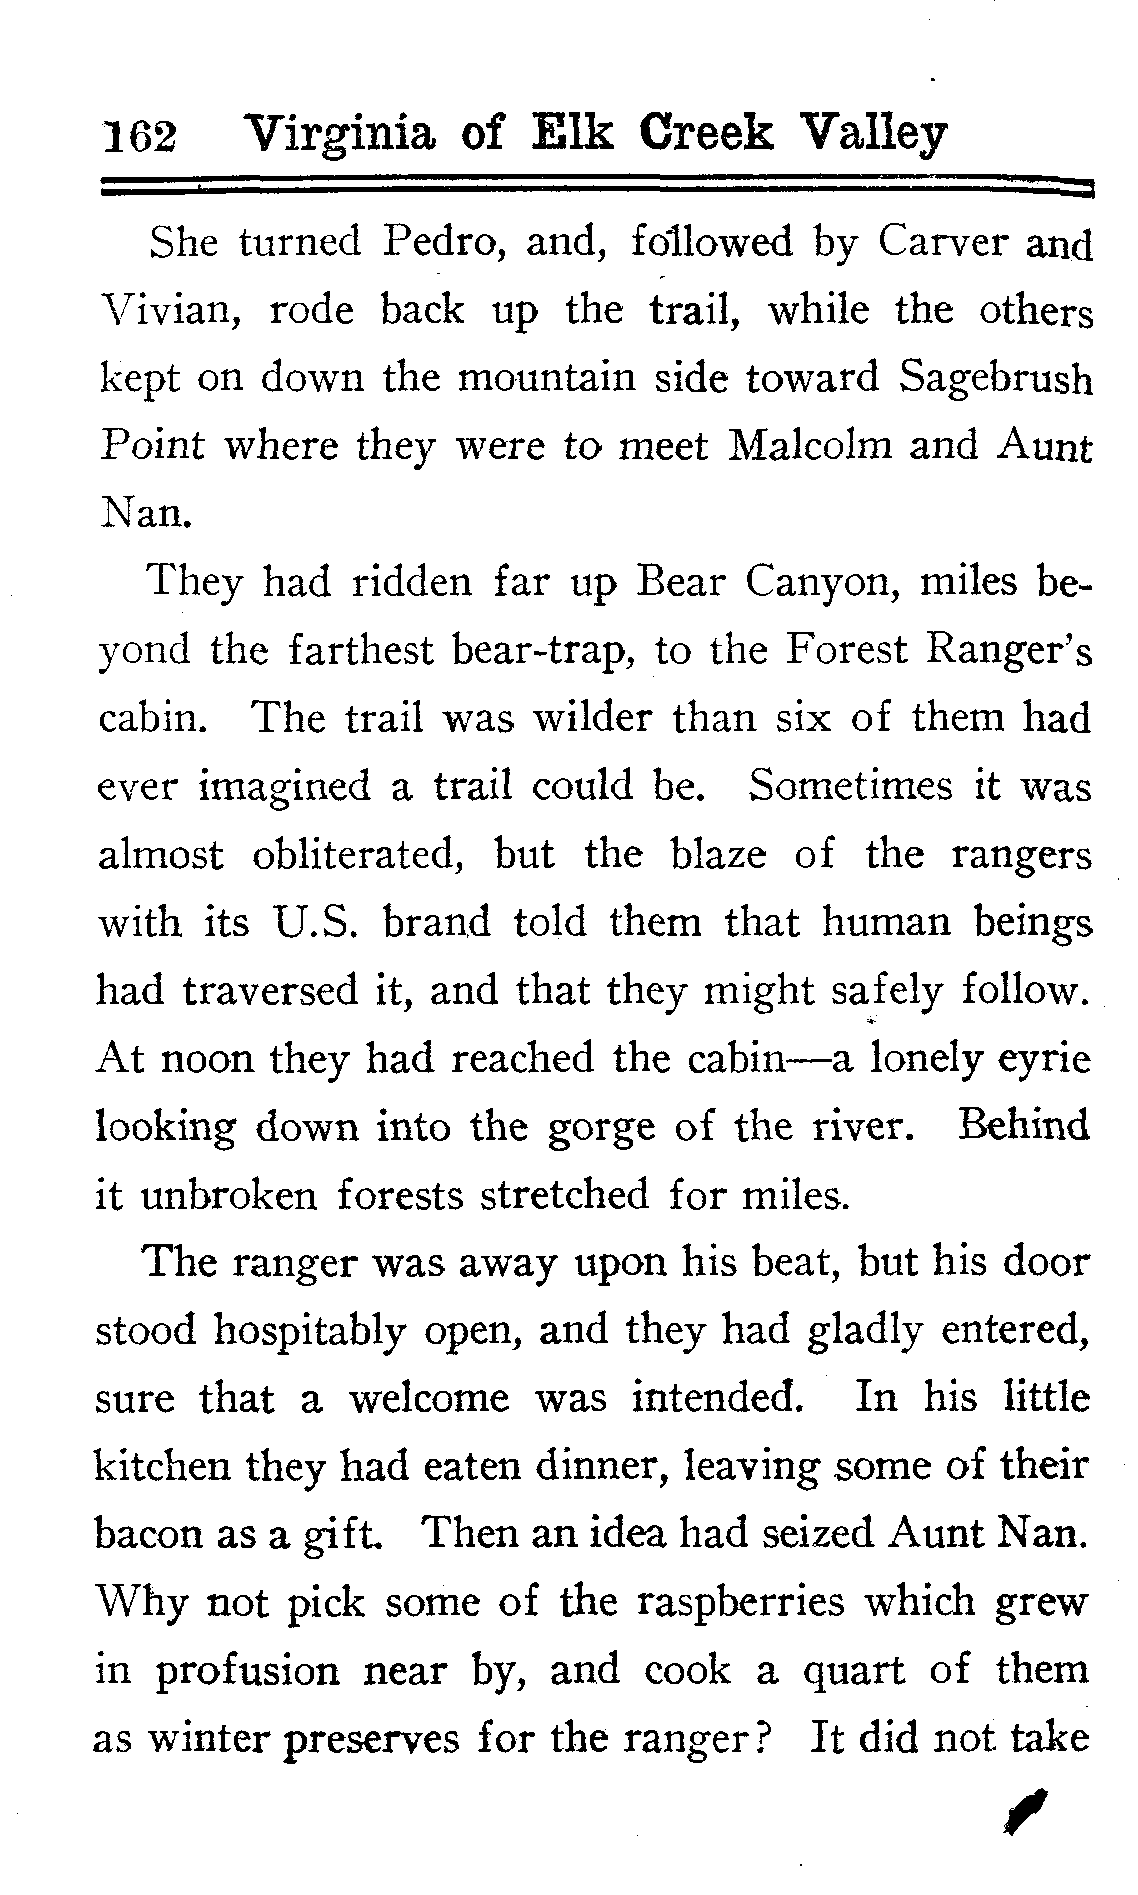 162 Virginia of Elk Creek Valley
She turned Pedro, and, followed by Carver and
Vivian, rode back up the trail, while the others
kept on down the mountain side toward Sagebrush
Point where they were to meet Malcolm and Aunt
Nan.
They had ridden far up Bear Canyon, miles be-
yond the farthest bear-trap, to the Forest Ranger's
cabin. The trail was wilder than six of them had
ever imagined a trail could be. Sometimes it was
almost obliterated, but the blaze of the rangers
with its U.S. brand told them that human beings
had traversed it, and that they might safely follow.
At noon they had reached the cabin—a lonely eyrie
looking down into the gorge of the river. Behind
it unbroken forests stretched for miles.
The ranger was away upon his beat, but his door
stood hospitably open, and they had gladly entered,
sure that a welcome was intended. In his little
kitchen they had eaten dinner, leaving some of their
bacon as a gift. Then an idea had seized Aunt Nan.
Why not pick some of the raspberries which grew
in profusion near by, and cook a quart of them
as winter preserves for the ranger? It did not take